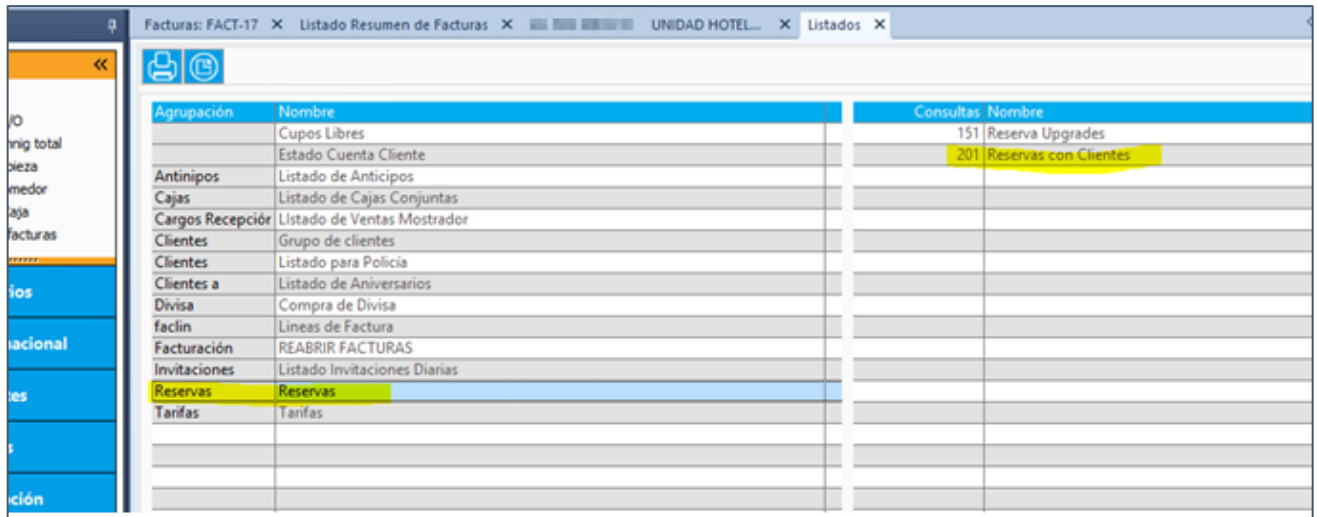 Facturas: FACT-17 Listado Resumen de Facturas UNIDAD HOTEL... Listados
Agrupación Nombre
Cupos Libres
Estado Cuenta Cliente
Antinipos Listado de Anticipos
Cajas Listado de Cajas Conjuntas
Cargos Recepción LIstado de Ventas Mostrador
Clientes Grupo de clientes
Clientes Listado para Policía
Clientes a Listado de Aniversarios
Divisa Compra de Divisa
faclin Lineas de Factura
Facturación REABRIR FACTURAS
Invitaciones Listado Invitaciones Diarias
Reservas Reservas
Tarifas Tarifas
Consultas Nombre
151 Reserva Upgrades
201 Reservas con Clientes
/O
nnig total
pieza
medor
Caja
facturas
rios
nacional
tes
s
pción